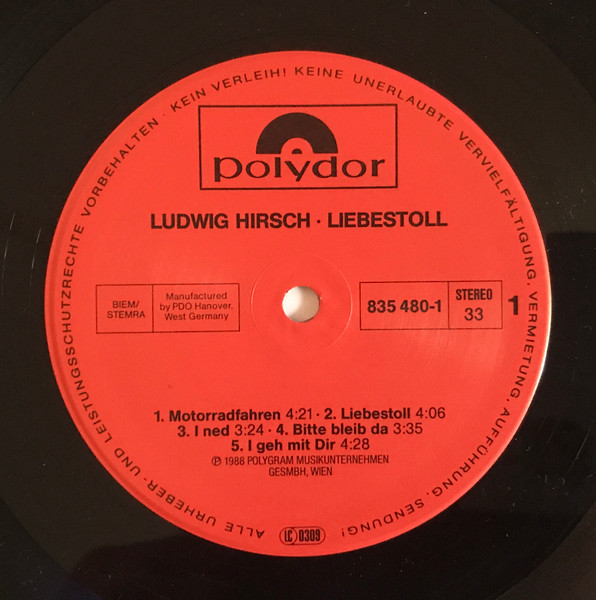 ALLE URHEBER- UND LEISTUNGSSCHUTZRECHTE VORBEHALTEN · KEIN VERLEIH! KEINE UNERLAUBTE VERVIELFÄLTIGUNG, VERMIETUNG, AUFFÜHRUNG, SENDUNG!
polydor
LUDWIG HIRSCH · LIEBESTOLL
BIEM/
STEMRA
Manufactured
by PDO Hanover,
West Germany
835 480-1
STEREO
33
1
1. Motorradfahren 4:21 · 2. Liebestoll 4:06
3. I ned 3:24 · 4. Bitte bleib da 3:35
5. I geh mit Dir 4:28
℗ 1988 POLYGRAM MUSIKUNTERNEHMEN
GESMBH, WIEN
LC 0309